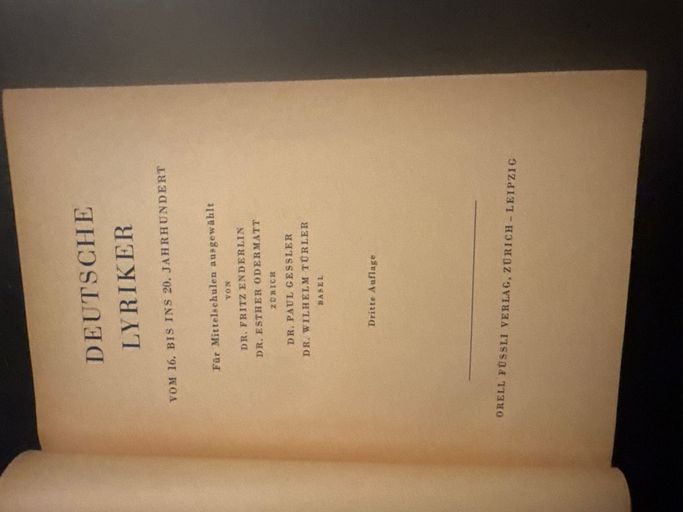 DEUTSCHE
LYRIKER
VOM 16. BIS INS 20. JAHRHUNDERT
Für Mittelschulen ausgewählt
VON
DR. FRITZ ENDERLIN
DR. ESTHER ODERMATT
ZÜRICH
DR. PAUL GESSLER
DR. WILHELM TÜRLER
BASEL
Dritte Auflage
ORELL FÜSSLI VERLAG, ZÜRICH – LEIPZIG